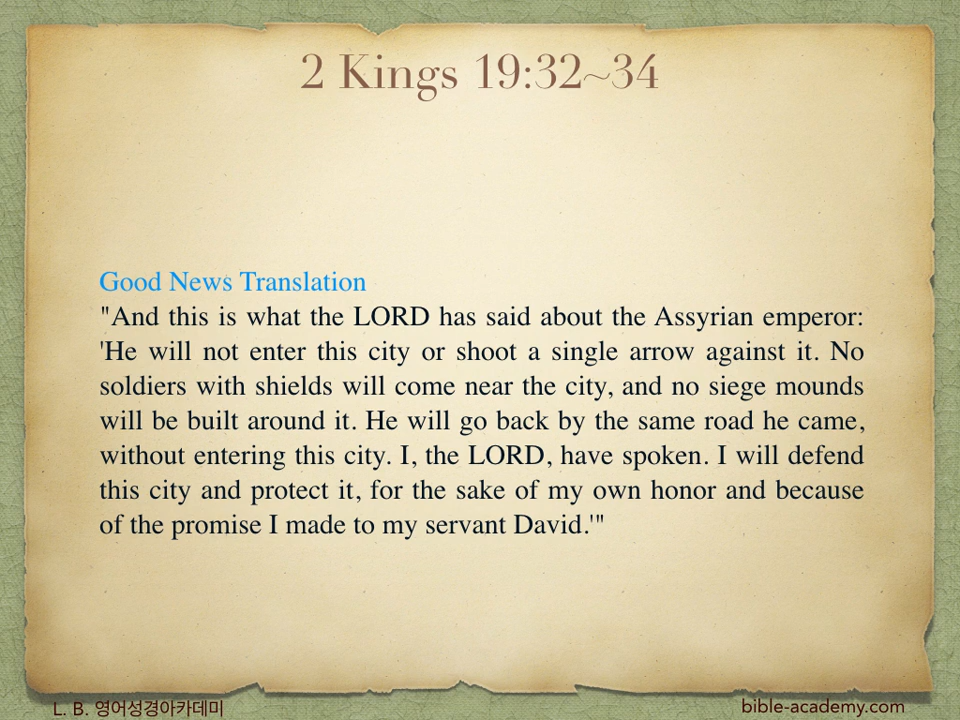 2 Kings 19:32~34
Good News Translation
"And this is what the LORD has said about the Assyrian emperor:
'He will not enter this city or shoot a single arrow against it. No
soldiers with shields will come near the city, and no siege mounds
will be built around it. He will go back by the same road he came,
without entering this city. I, the LORD, have spoken. I will defend
this city and protect it, for the sake of my own honor and because
of the promise I made to my servant David.'"
L. B. 영어성경아카데미
bible-academy.com